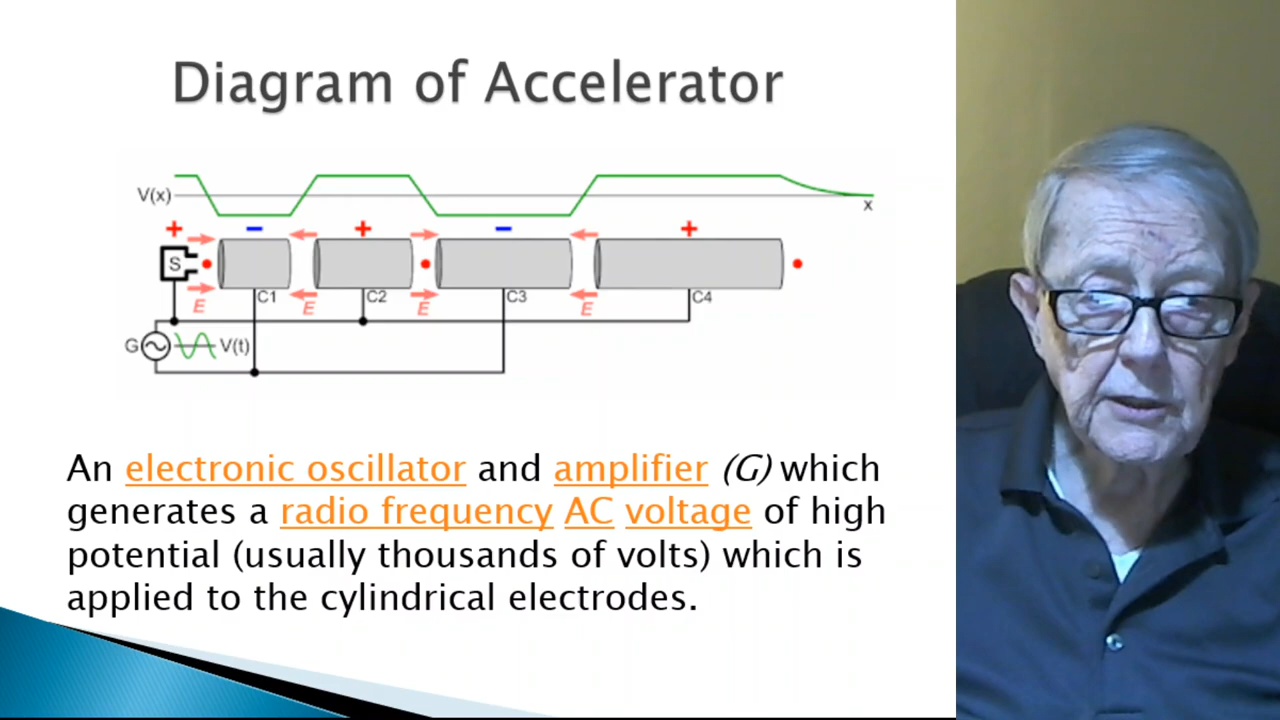 Diagram of Accelerator
V(x)
x
+ − + − +
S
E C1 E C2 E C3 E C4
G V(t)
An electronic oscillator and amplifier (G) which
generates a radio frequency AC voltage of high
potential (usually thousands of volts) which is
applied to the cylindrical electrodes.